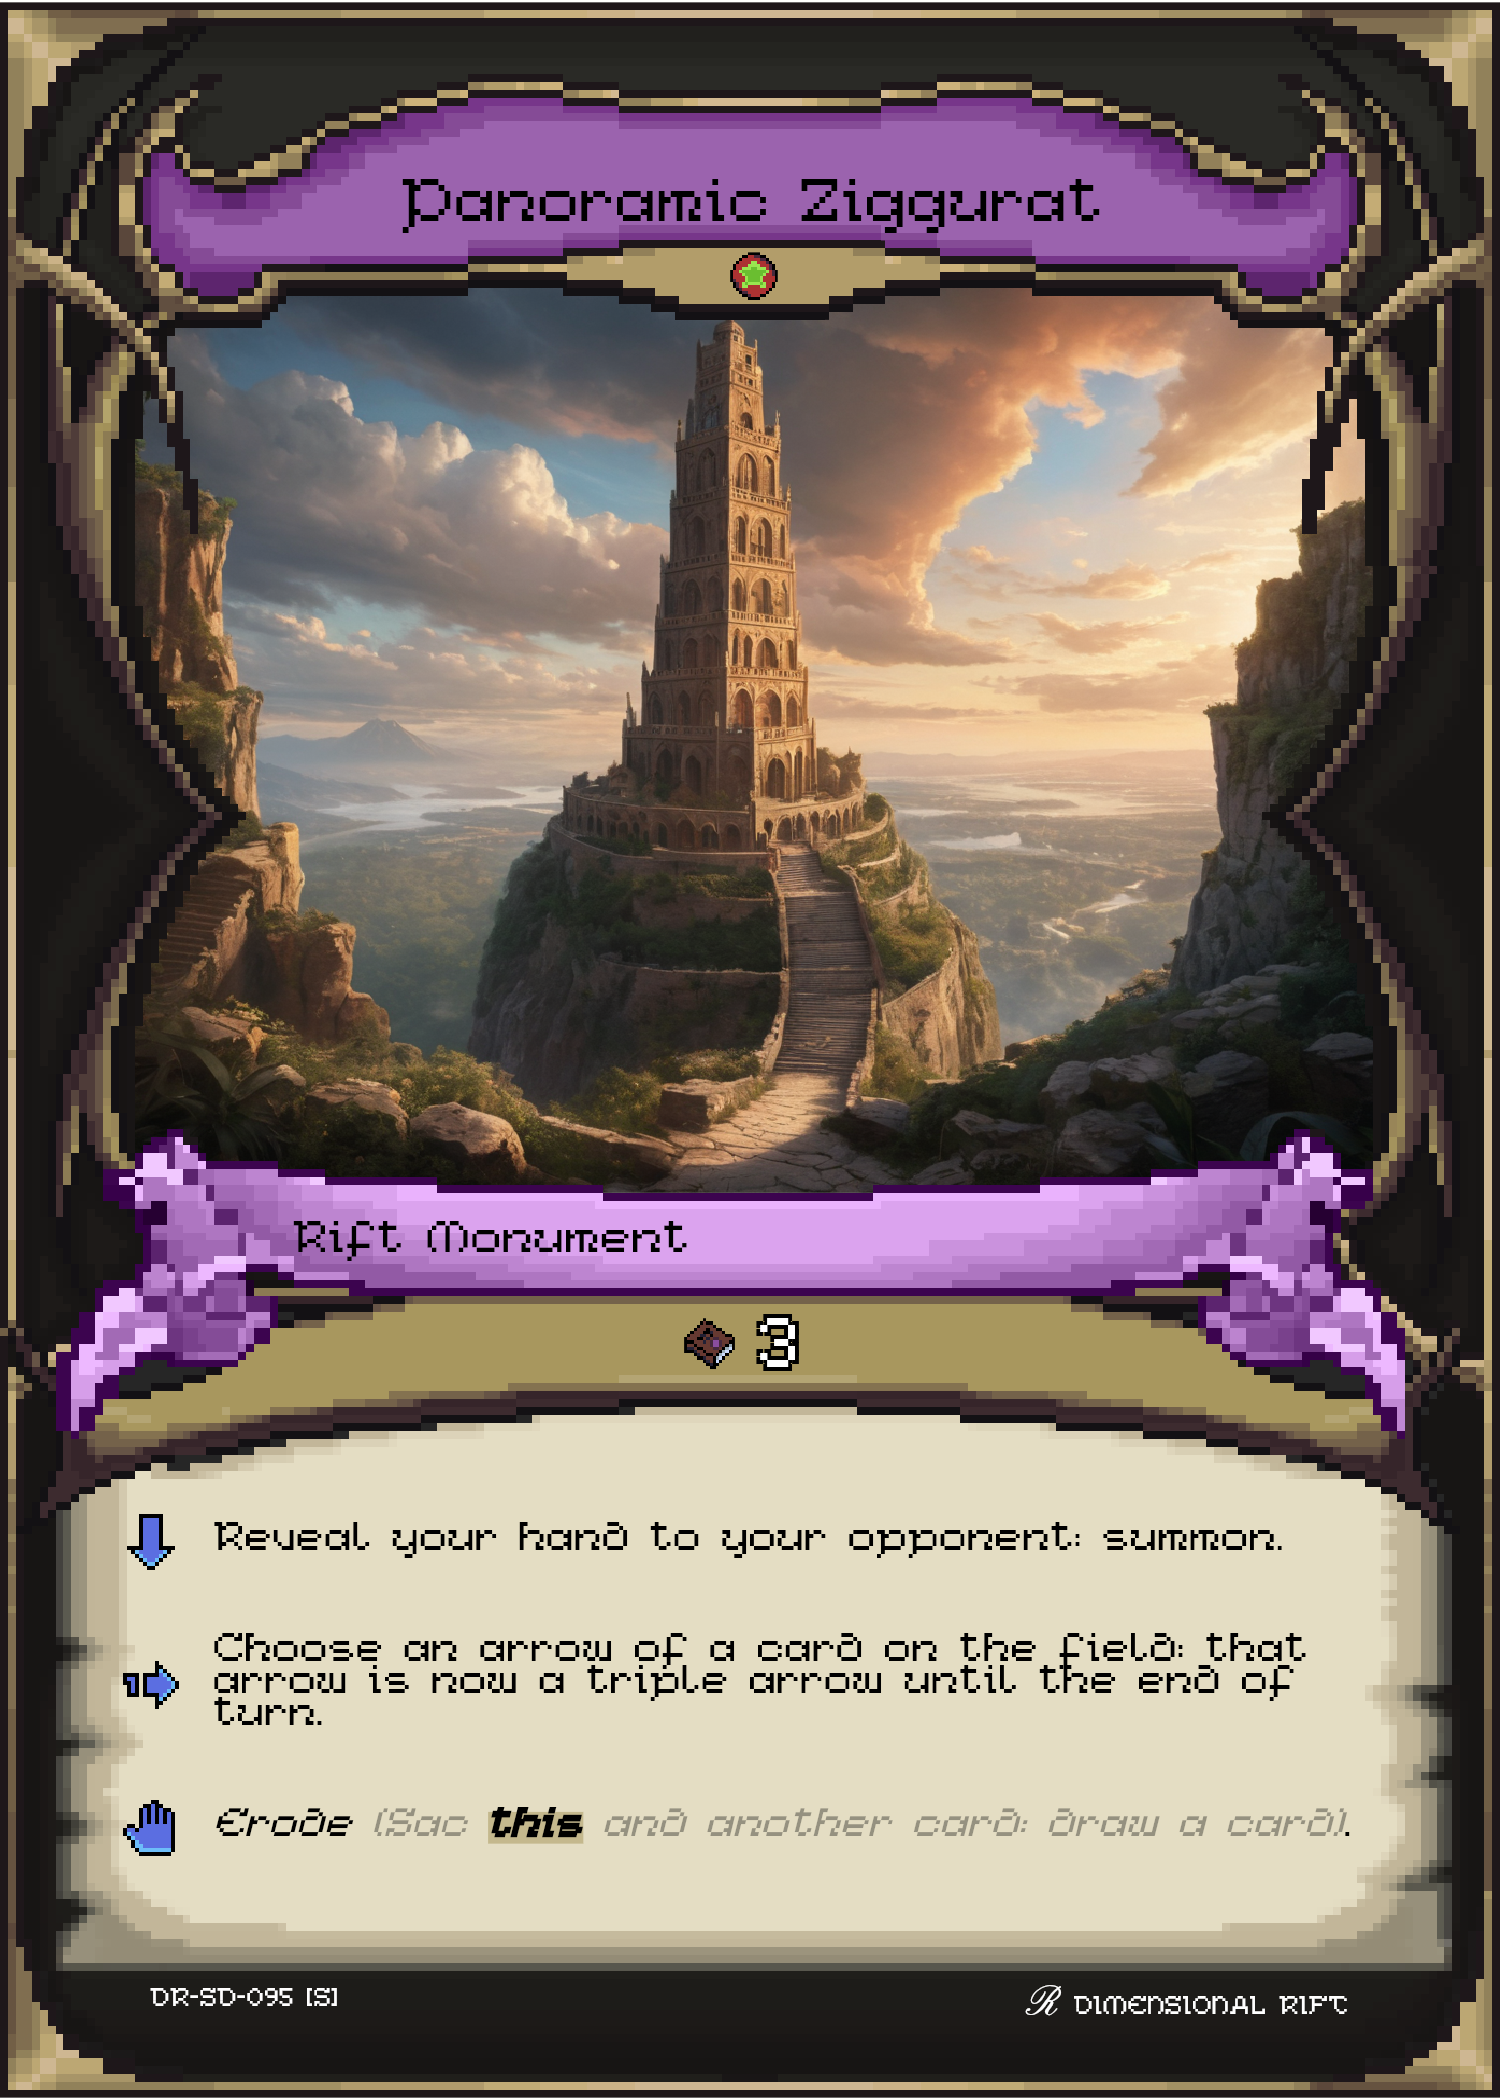 Panoramic Ziggurat
Rift Monument
3
Reveal your hand to your opponent: summon.
Choose an arrow of a card on the field: that
1 arrow is now a triple arrow until the end of
turn.
Erode (Sac this and another card: draw a card).
DR-SD-095 [S]
R DIMENSIONAL RIFT